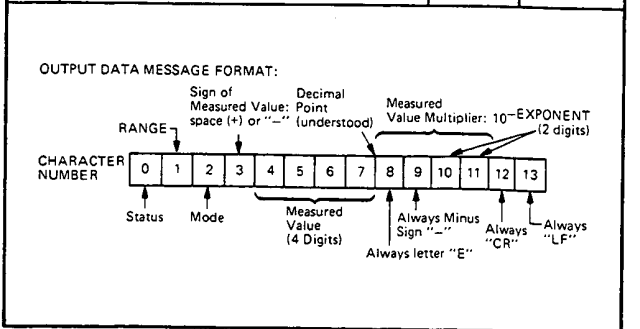 OUTPUT DATA MESSAGE FORMAT:
Sign of
Measured Value:
space (+) or "–"
Decimal
Point
(understood)
Measured
Value Multiplier: 10–EXPONENT
(2 digits)
RANGE
CHARACTER
NUMBER
0 1 2 3 4 5 6 7 8 9 10 11 12 13
Status
Mode
Measured
Value
(4 Digits)
Always letter "E"
Always Minus
Sign "–"
Always
"CR"
Always
"LF"